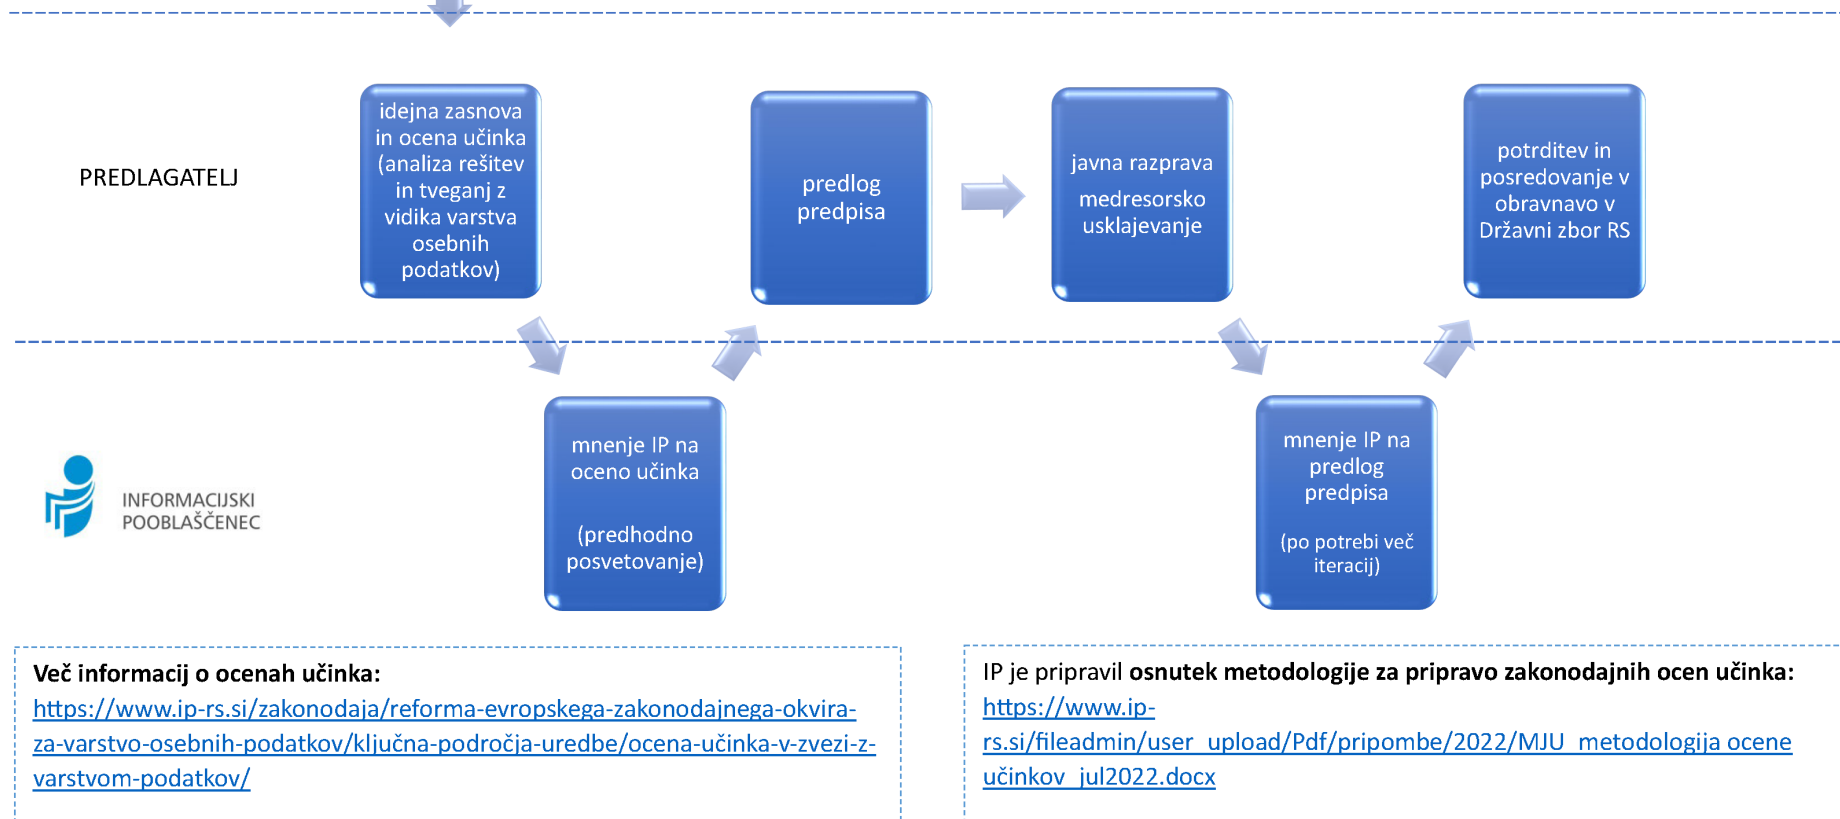 PREDLAGATELJ
idejna zasnova
in ocena učinka
(analiza rešitev
in tveganj z
vidika varstva
osebnih
podatkov)
predlog
predpisa
javna razprava
medresorsko
usklajevanje
potrditev in
posredovanje v
obravnavo v
Državni zbor RS
INFORMACIJSKI
POOBLAŠČENEC
mnenje IP na
oceno učinka
(predhodno
posvetovanje)
mnenje IP na
predlog
predpisa
(po potrebi več
iteracij)
Več informacij o ocenah učinka:
https://www.ip-rs.si/zakonodaja/reforma-evropskega-zakonodajnega-okvira-
za-varstvo-osebnih-podatkov/ključna-področja-uredbe/ocena-učinka-v-zvezi-z-
varstvom-podatkov/
IP je pripravil osnutek metodologije za pripravo zakonodajnih ocen učinka:
https://www.ip-
rs.si/fileadmin/user_upload/Pdf/pripombe/2022/MJU_metodologija ocene
učinkov_jul2022.docx